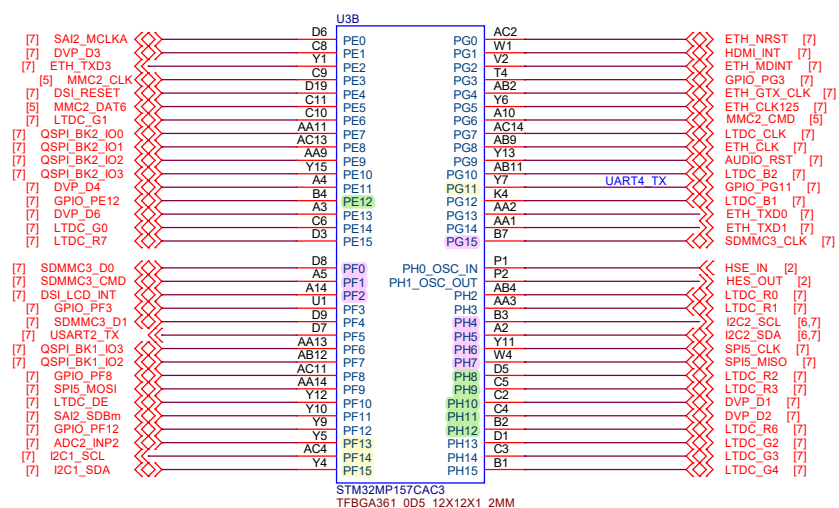 U3B
[7] SAI2_MCLKA D6 PE0 PG0 AC2 ETH_NRST [7]
[7] DVP_D3 C8 PE1 PG1 W1 HDMI_INT [7]
[7] ETH_TXD3 Y1 PE2 PG2 V2 ETH_MDINT [7]
[5] MMC2_CLK C9 PE3 PG3 T4 GPIO_PG3 [7]
[7] DSI_RESET D19 PE4 PG4 AB2 ETH_GTX_CLK [7]
[5] MMC2_DAT6 C11 PE5 PG5 Y6 ETH_CLK125 [7]
[7] LTDC_G1 C10 PE6 PG6 A10 MMC2_CMD [5]
[7] QSPI_BK2_IO0 AA11 PE7 PG7 AC14 LTDC_CLK [7]
[7] QSPI_BK2_IO1 AC13 PE8 PG8 AB9 ETH_CLK [7]
[7] QSPI_BK2_IO2 AA9 PE9 PG9 Y13 AUDIO_RST [7]
[7] QSPI_BK2_IO3 Y15 PE10 PG10 AB11 LTDC_B2 [7]
[7] DVP_D4 A4 PE11 PG11 Y7 UART4_TX GPIO_PG11 [7]
[7] GPIO_PE12 B4 PE12 PG12 K4 LTDC_B1 [7]
[7] DVP_D6 A3 PE13 PG13 AA2 ETH_TXD0 [7]
[7] LTDC_G0 C6 PE14 PG14 AA1 ETH_TXD1 [7]
[7] LTDC_R7 D3 PE15 PG15 B7 SDMMC3_CLK [7]
[7] SDMMC3_D0 D8 PF0 PH0_OSC_IN P1 HSE_IN [2]
[7] SDMMC3_CMD A5 PF1 PH1_OSC_OUT P2 HES_OUT [2]
[7] DSI_LCD_INT A14 PF2 PH2 AB4 LTDC_R0 [7]
[7] GPIO_PF3 U1 PF3 PH3 AA3 LTDC_R1 [7]
[7] SDMMC3_D1 D9 PF4 PH4 B3 I2C2_SCL [6,7]
[7] USART2_TX D7 PF5 PH5 A2 I2C2_SDA [6,7]
[7] QSPI_BK1_IO3 AA13 PF6 PH6 Y11 SPI5_CLK [7]
[7] QSPI_BK1_IO2 AB12 PF7 PH7 W4 SPI5_MISO [7]
[7] GPIO_PF8 AC11 PF8 PH8 D5 LTDC_R2 [7]
[7] SPI5_MOSI AA14 PF9 PH9 C5 LTDC_R3 [7]
[7] LTDC_DE Y12 PF10 PH10 C2 DVP_D1 [7]
[7] SAI2_SDBm Y10 PF11 PH11 C4 DVP_D2 [7]
[7] GPIO_PF12 Y9 PF12 PH12 B2 LTDC_R6 [7]
[7] ADC2_INP2 Y5 PF13 PH13 D1 LTDC_G2 [7]
[7] I2C1_SCL AC4 PF14 PH14 C3 LTDC_G3 [7]
[7] I2C1_SDA Y4 PF15 PH15 B1 LTDC_G4 [7]
STM32MP157CAC3
TFBGA361_0D5_12X12X1_2MM